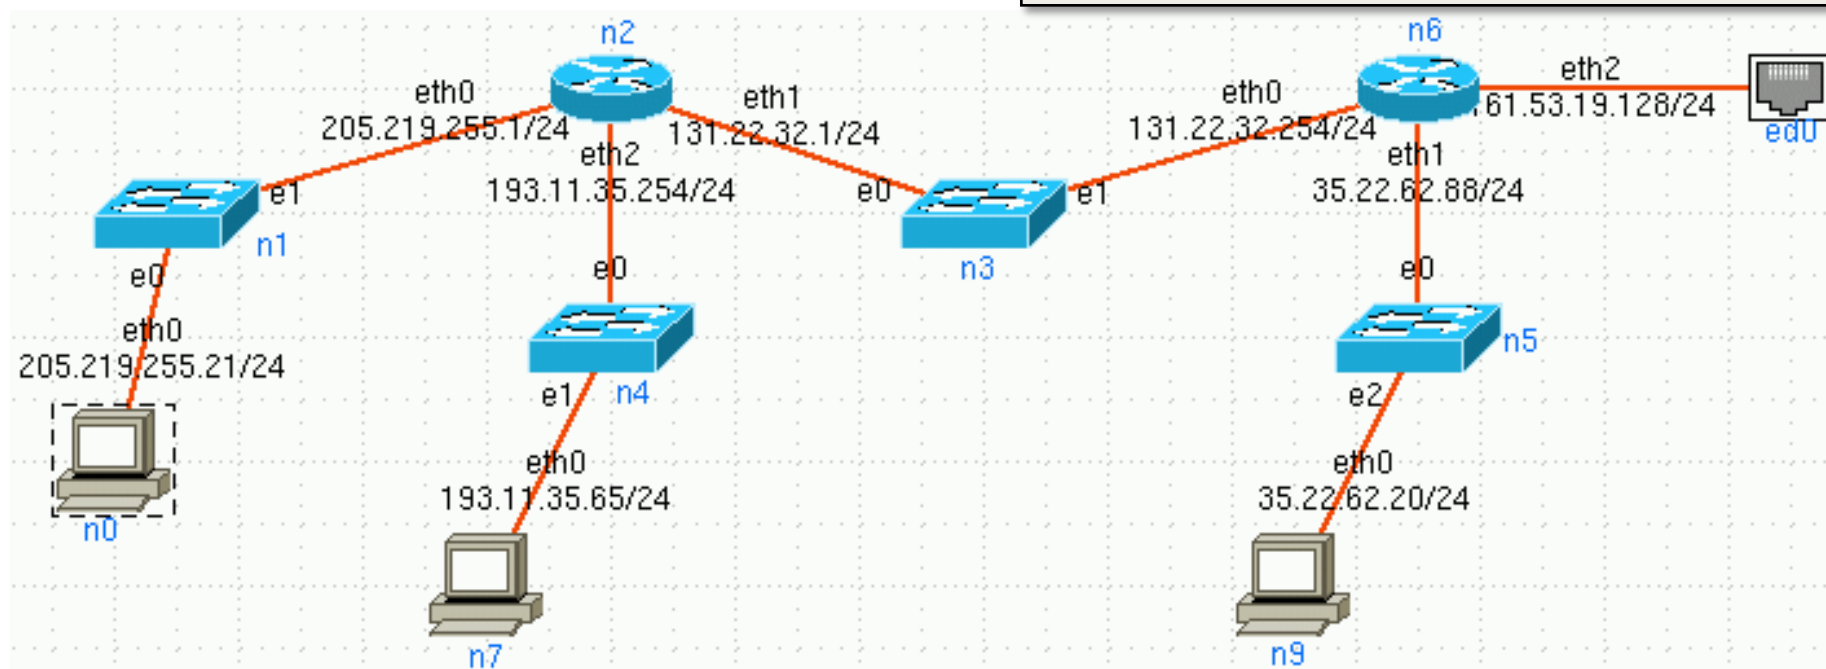 n2
n6
eth2
eth0
eth1
eth0
161.53.19.128/24
205.219.255.1/24
131.22.32.1/24
131.22.32.254/24
ed0
eth2
eth1
e1
193.11.35.254/24
e0
e1
35.22.62.88/24
n1
n3
e0
e0
e0
eth0
n5
205.219.255.21/24
e1
n4
e2
eth0
eth0
193.11.35.65/24
35.22.62.20/24
n0
n7
n9